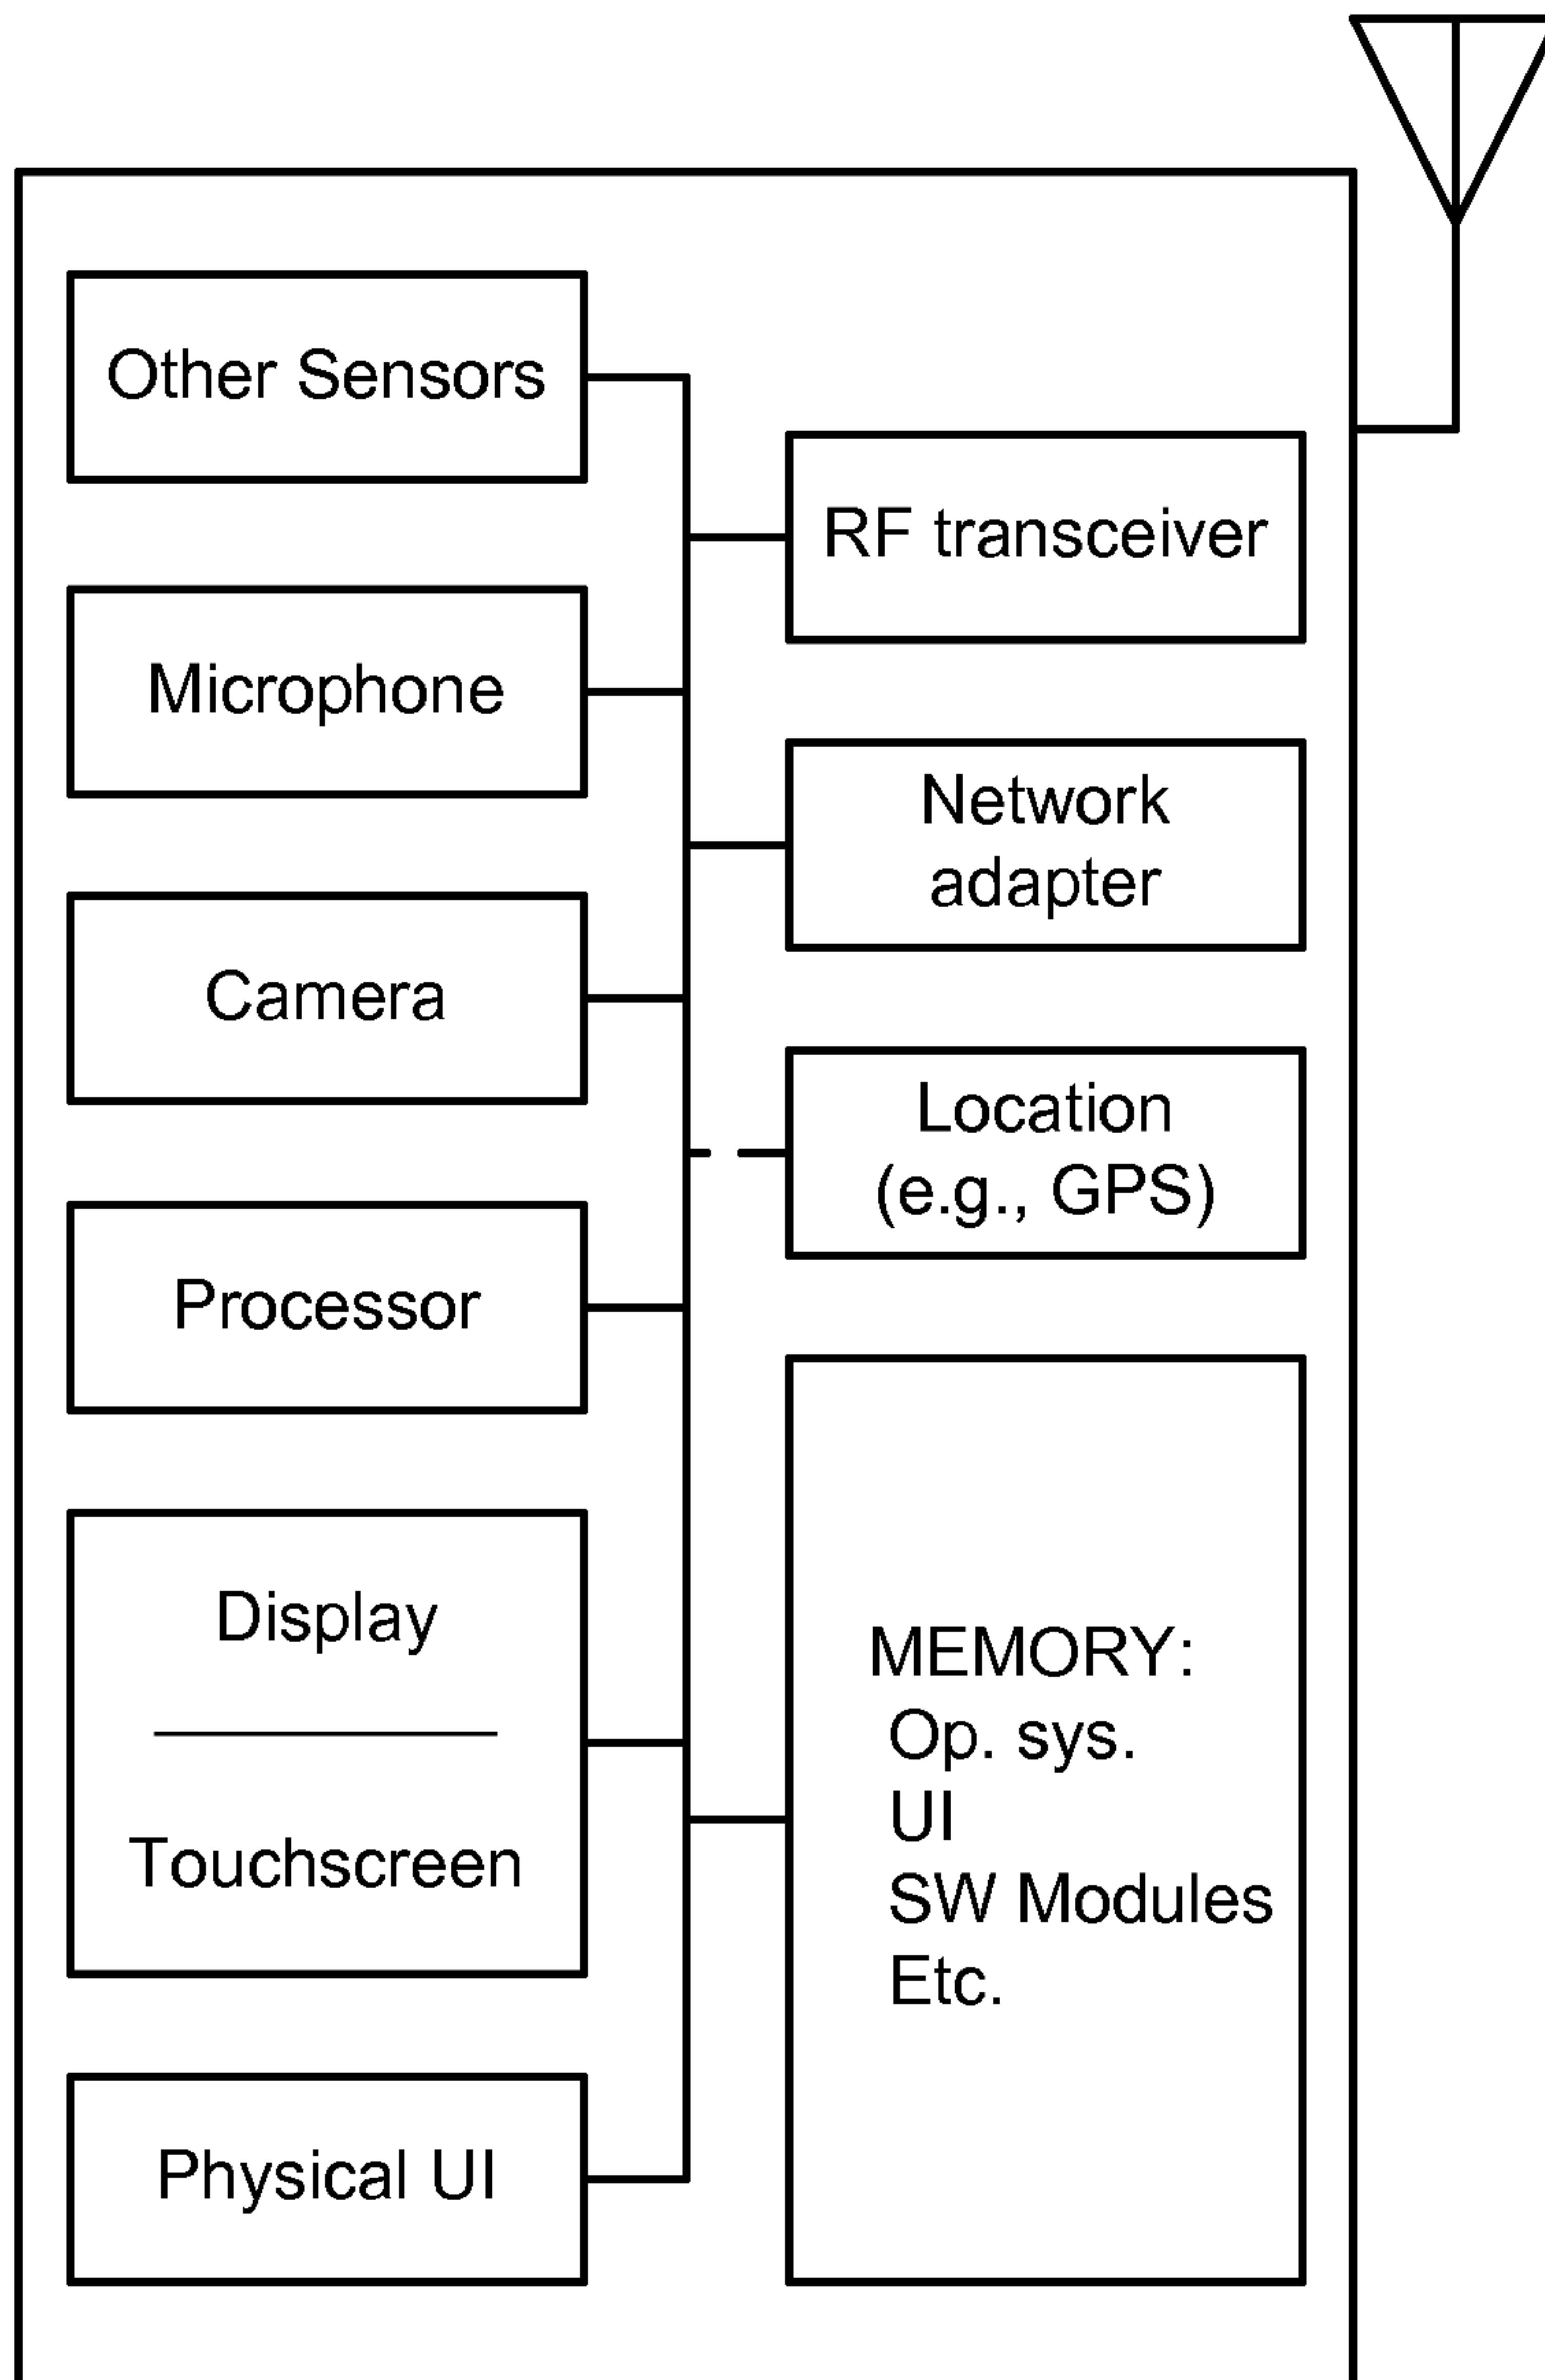 Other Sensors
Microphone
Camera
Processor
Display
Touchscreen
Physical UI
RF transceiver
Network
adapter
Location
(e.g., GPS)
MEMORY:
Op. sys.
UI
SW Modules
Etc.